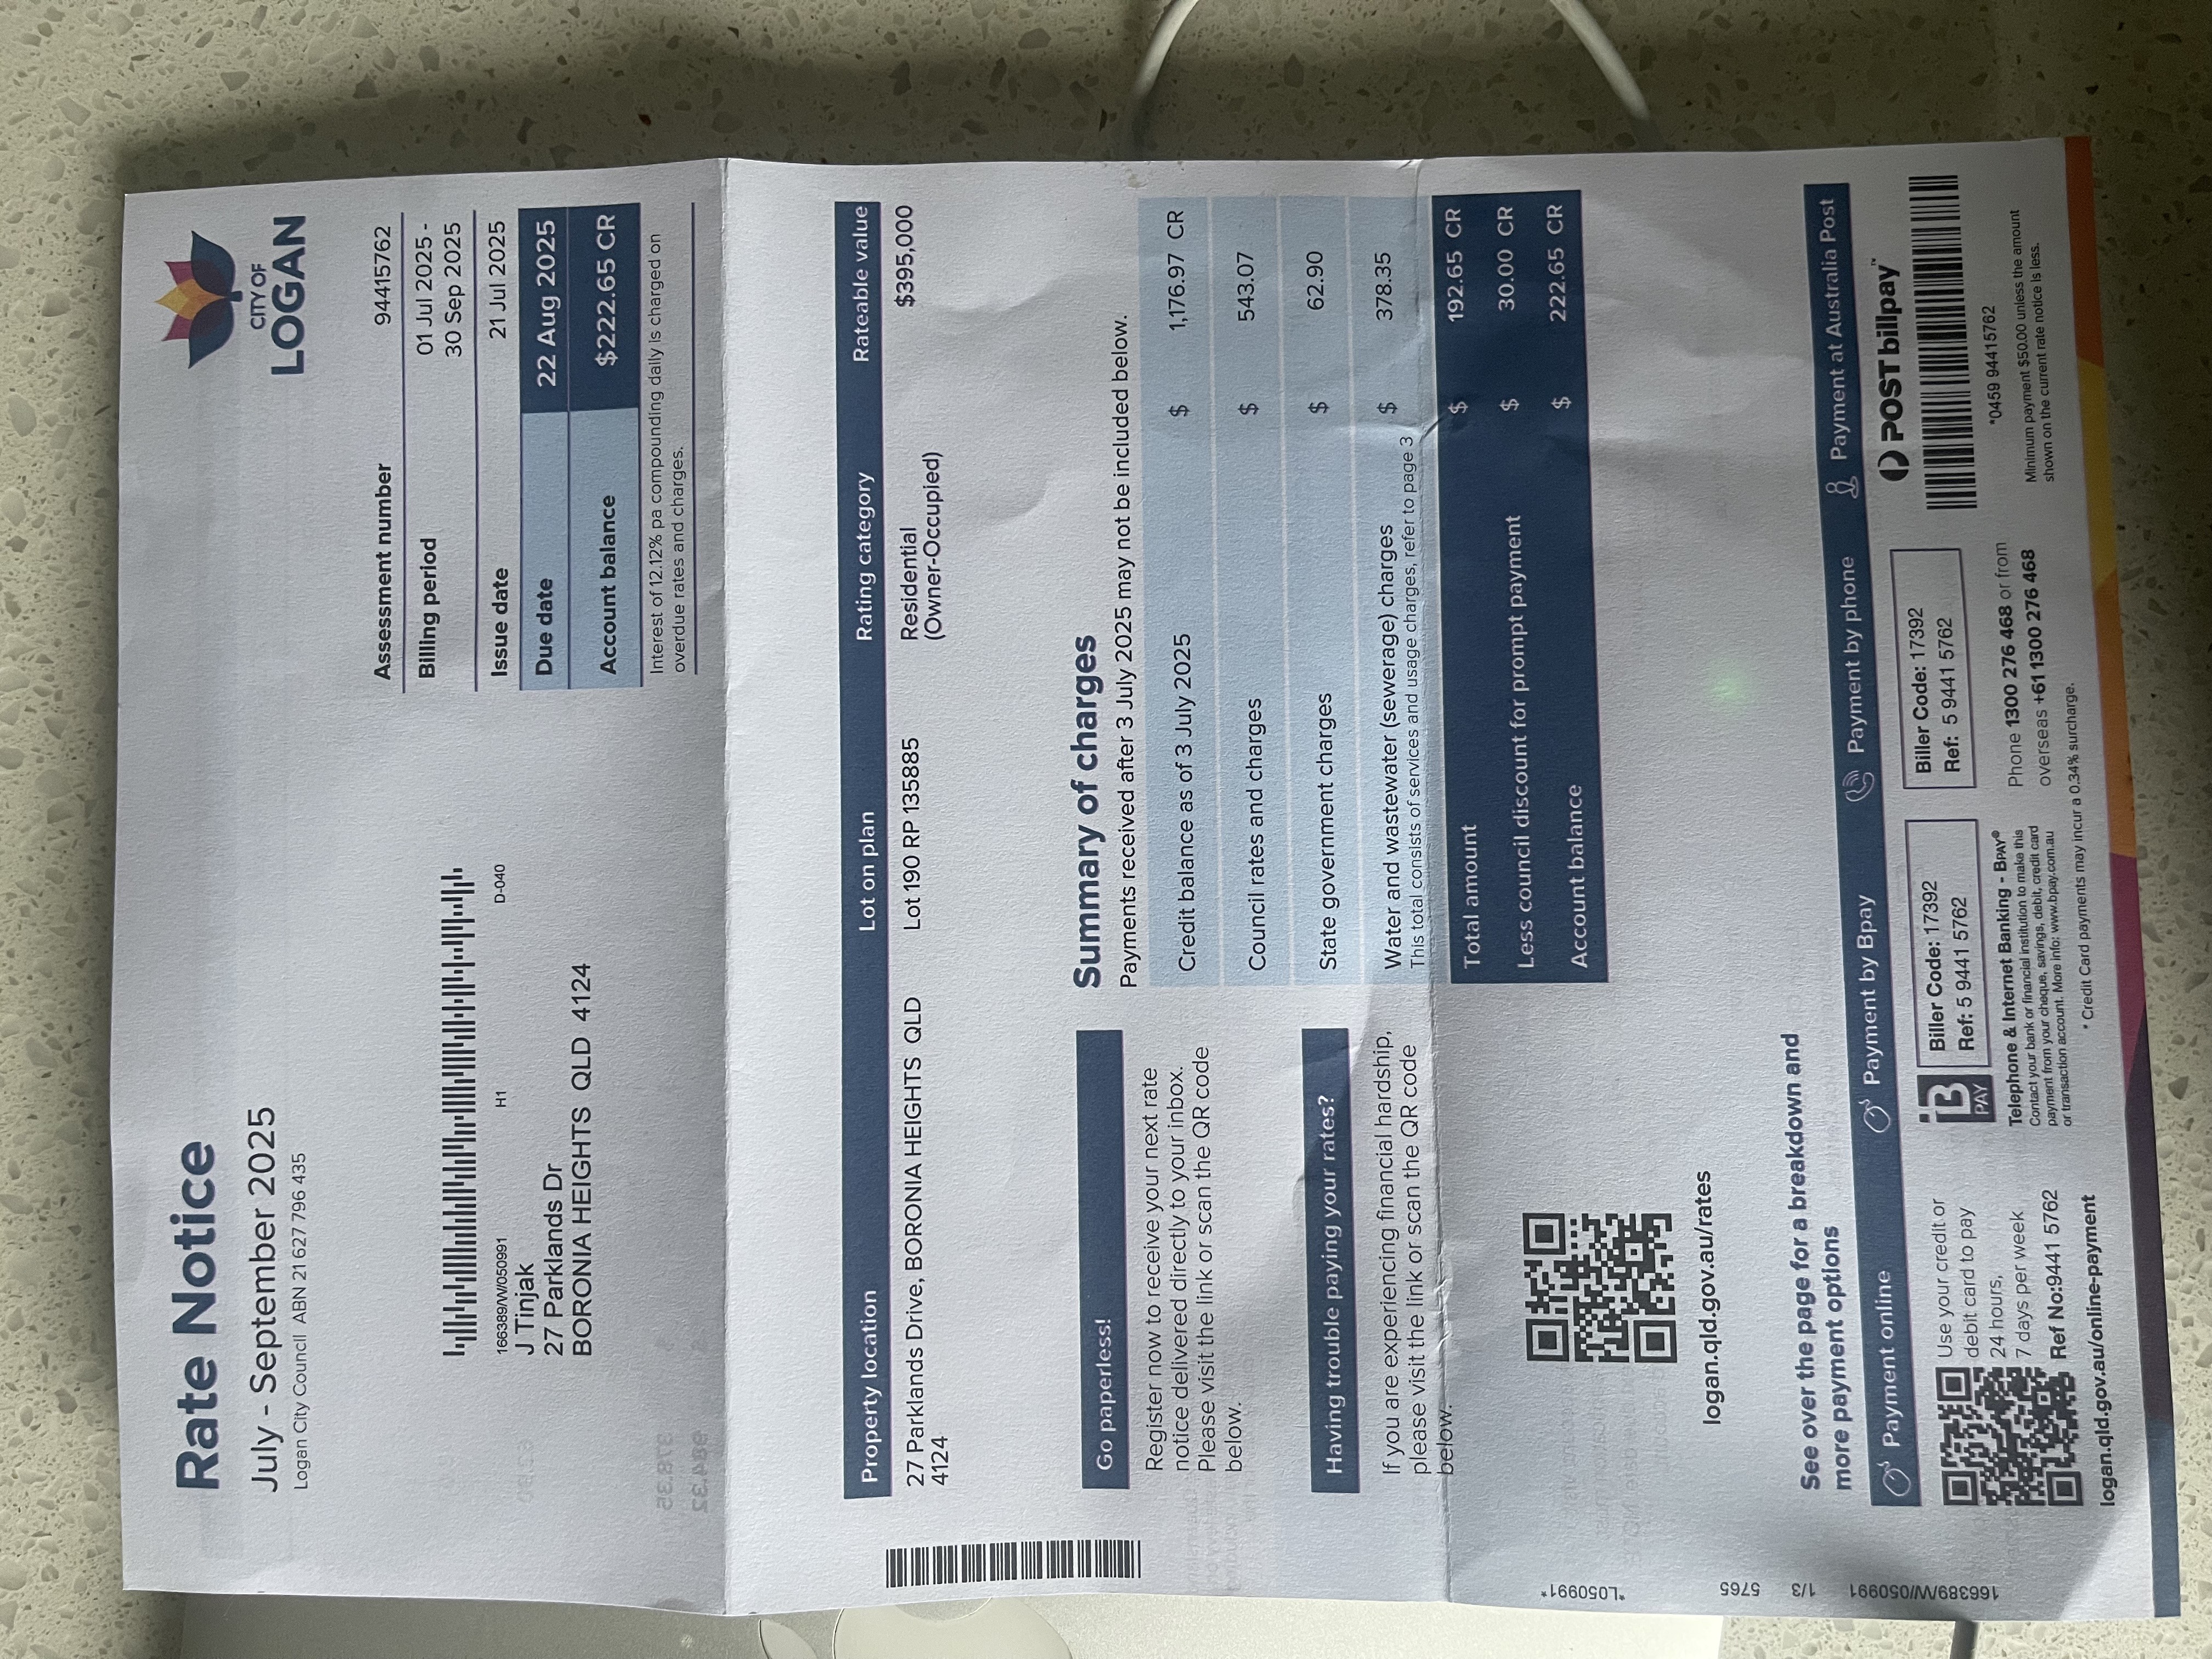 Rate Notice
July - September 2025
Logan City Council ABN 21 627 796 435
CITY OF
LOGAN
Assessment number 94415762
Billing period 01 Jul 2025 -
30 Sep 2025
Issue date 21 Jul 2025
Due date 22 Aug 2025
Account balance $222.65 CR
Interest of 12.12% pa compounding daily is charged on
overdue rates and charges.
166389/W/050991 H1 D-040
J Tinjak
27 Parklands Dr
BORONIA HEIGHTS QLD 4124
378.35
984.32
Property location Lot on plan Rating category Rateable value
27 Parklands Drive, BORONIA HEIGHTS QLD Lot 190 RP 135885 Residential $395,000
4124 (Owner-Occupied)
Go paperless!
Register now to receive your next rate
notice delivered directly to your inbox.
Please visit the link or scan the QR code
below.
Having trouble paying your rates?
If you are experiencing financial hardship,
please visit the link or scan the QR code
below.
logan.qld.gov.au/rates
Summary of charges
Payments received after 3 July 2025 may not be included below.
Credit balance as of 3 July 2025 $ 1,176.97 CR
Council rates and charges $ 543.07
State government charges $ 62.90
Water and wastewater (sewerage) charges $ 378.35
This total consists of services and usage charges, refer to page 3
Total amount $ 192.65 CR
Less council discount for prompt payment $ 30.00 CR
Account balance $ 222.65 CR
*L050991*
5765
1/3
166389/W/050991
See over the page for a breakdown and
more payment options
Payment online
Use your credit or
debit card to pay
24 hours,
7 days per week
Ref No:9441 5762
logan.qld.gov.au/online-payment
Payment by Bpay
B
PAY
Biller Code: 17392
Ref: 5 9441 5762
Telephone & Internet Banking - BPAY®
Contact your bank or financial institution to make this
payment from your cheque, savings, debit, credit card
or transaction account. More info: www.bpay.com.au
Payment by phone
Biller Code: 17392
Ref: 5 9441 5762
Phone 1300 276 468 or from
overseas +61 1300 276 468
* Credit Card payments may incur a 0.34% surcharge.
Payment at Australia Post
POST billpay™
*0459 94415762
Minimum payment $50.00 unless the amount
shown on the current rate notice is less.